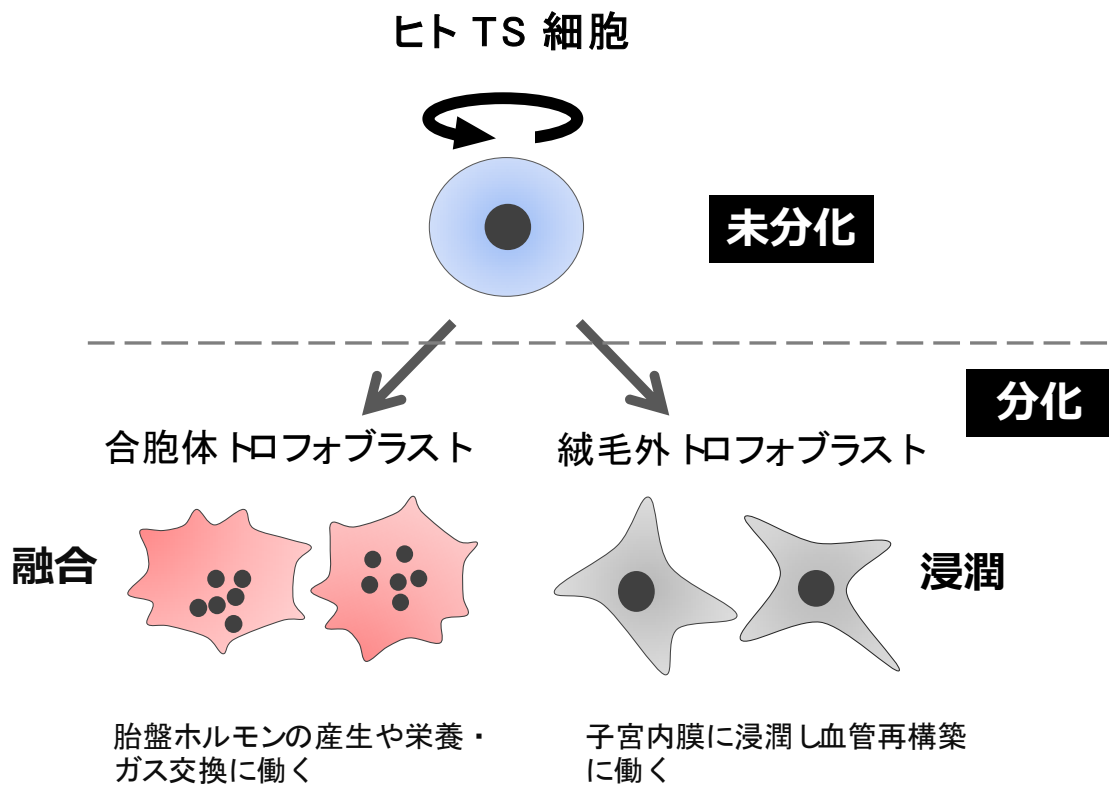 ヒト TS 細胞
未分化
分化
合胞体トロフォブラスト
絨毛外トロフォブラスト
融合
浸潤
胎盤ホルモンの産生や栄養・
ガス交換に働く
子宮内膜に浸潤し血管再構築
に働く